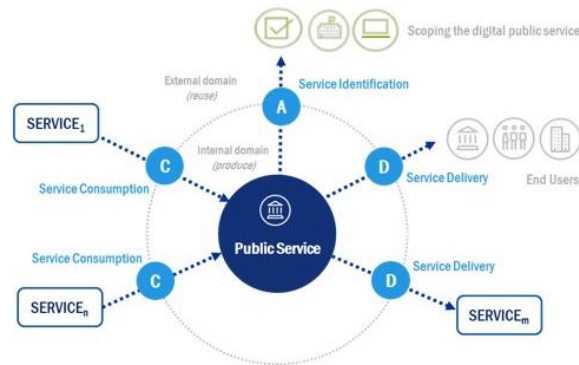 Scoping the digital public service
External domain
(reuse)
Service Identification
A
SERVICE1
Internal domain
(produce)
C
D
Service Consumption
Service Delivery
End Users
Public Service
Service Consumption
Service Delivery
C
D
SERVICEn
SERVICEm